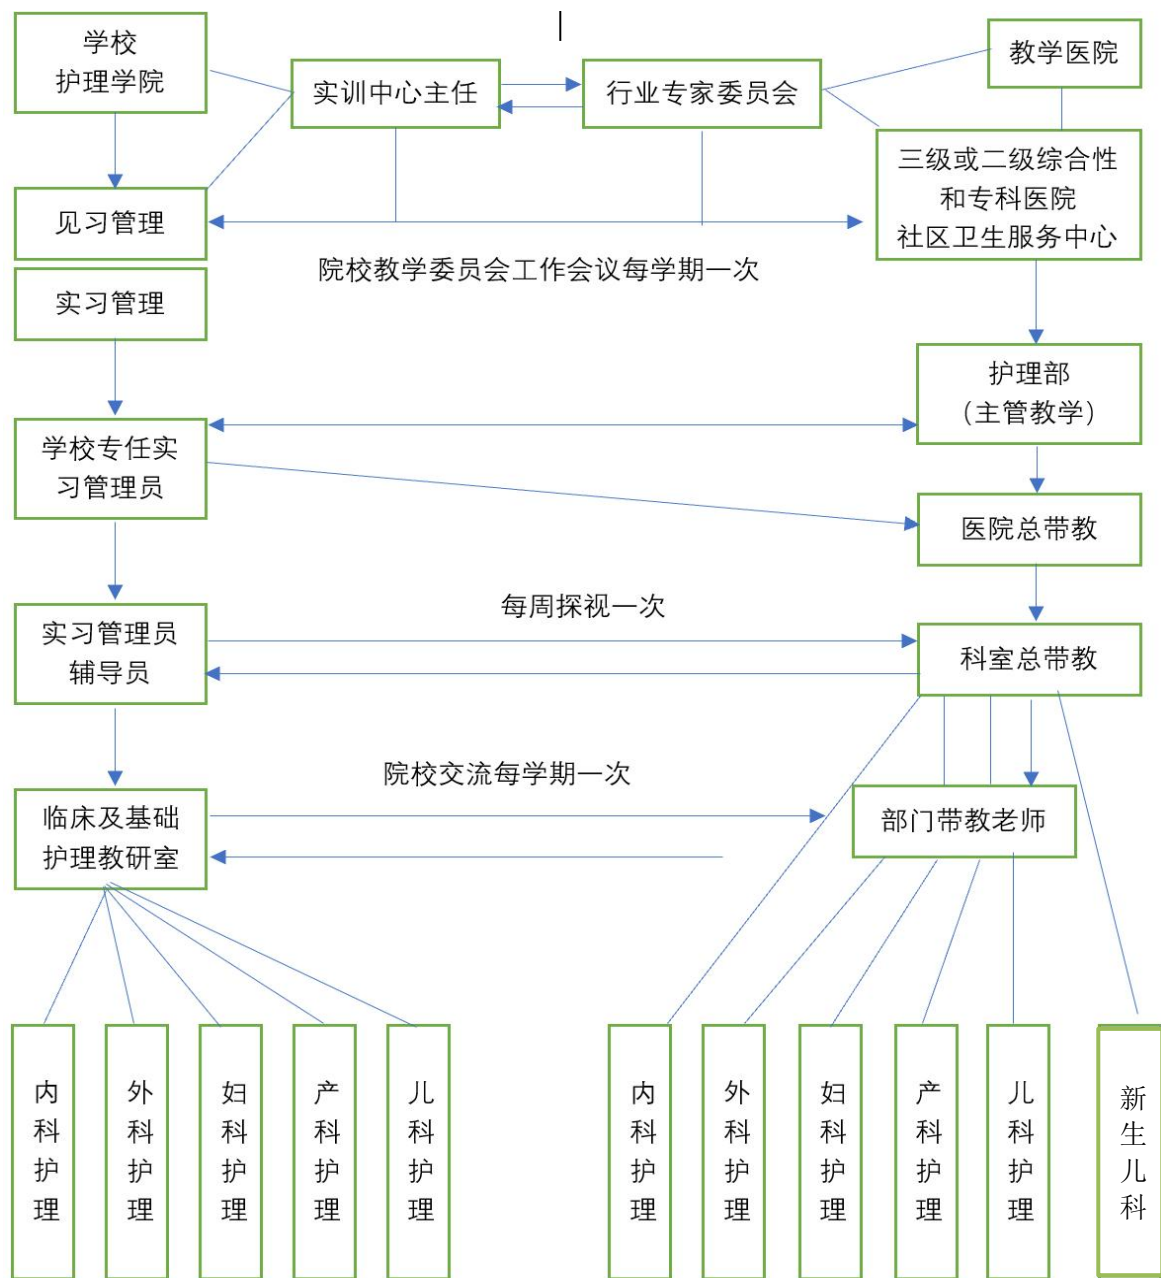 学校
护理学院
实训中心主任
行业专家委员会
教学医院
三级或二级综合性
和专科医院
社区卫生服务中心
见习管理
院校教学委员会工作会议每学期一次
实习管理
护理部
（主管教学）
学校专任实
习管理员
医院总带教
每周探视一次
实习管理员
辅导员
科室总带教
院校交流每学期一次
临床及基础
护理教研室
部门带教老师
内科护理
外科护理
妇科护理
产科护理
儿科护理
内科护理
外科护理
妇科护理
产科护理
儿科护理
新生儿科